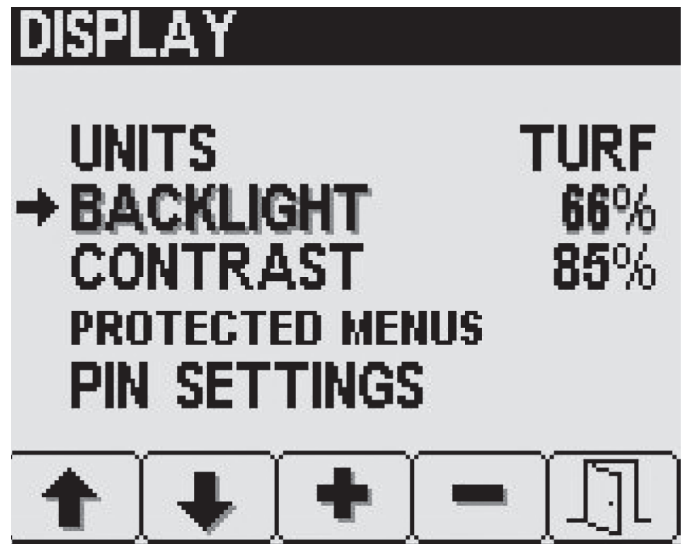 DISPLAY
UNITS TURF
BACKLIGHT 66%
CONTRAST 85%
PROTECTED MENUS
PIN SETTINGS